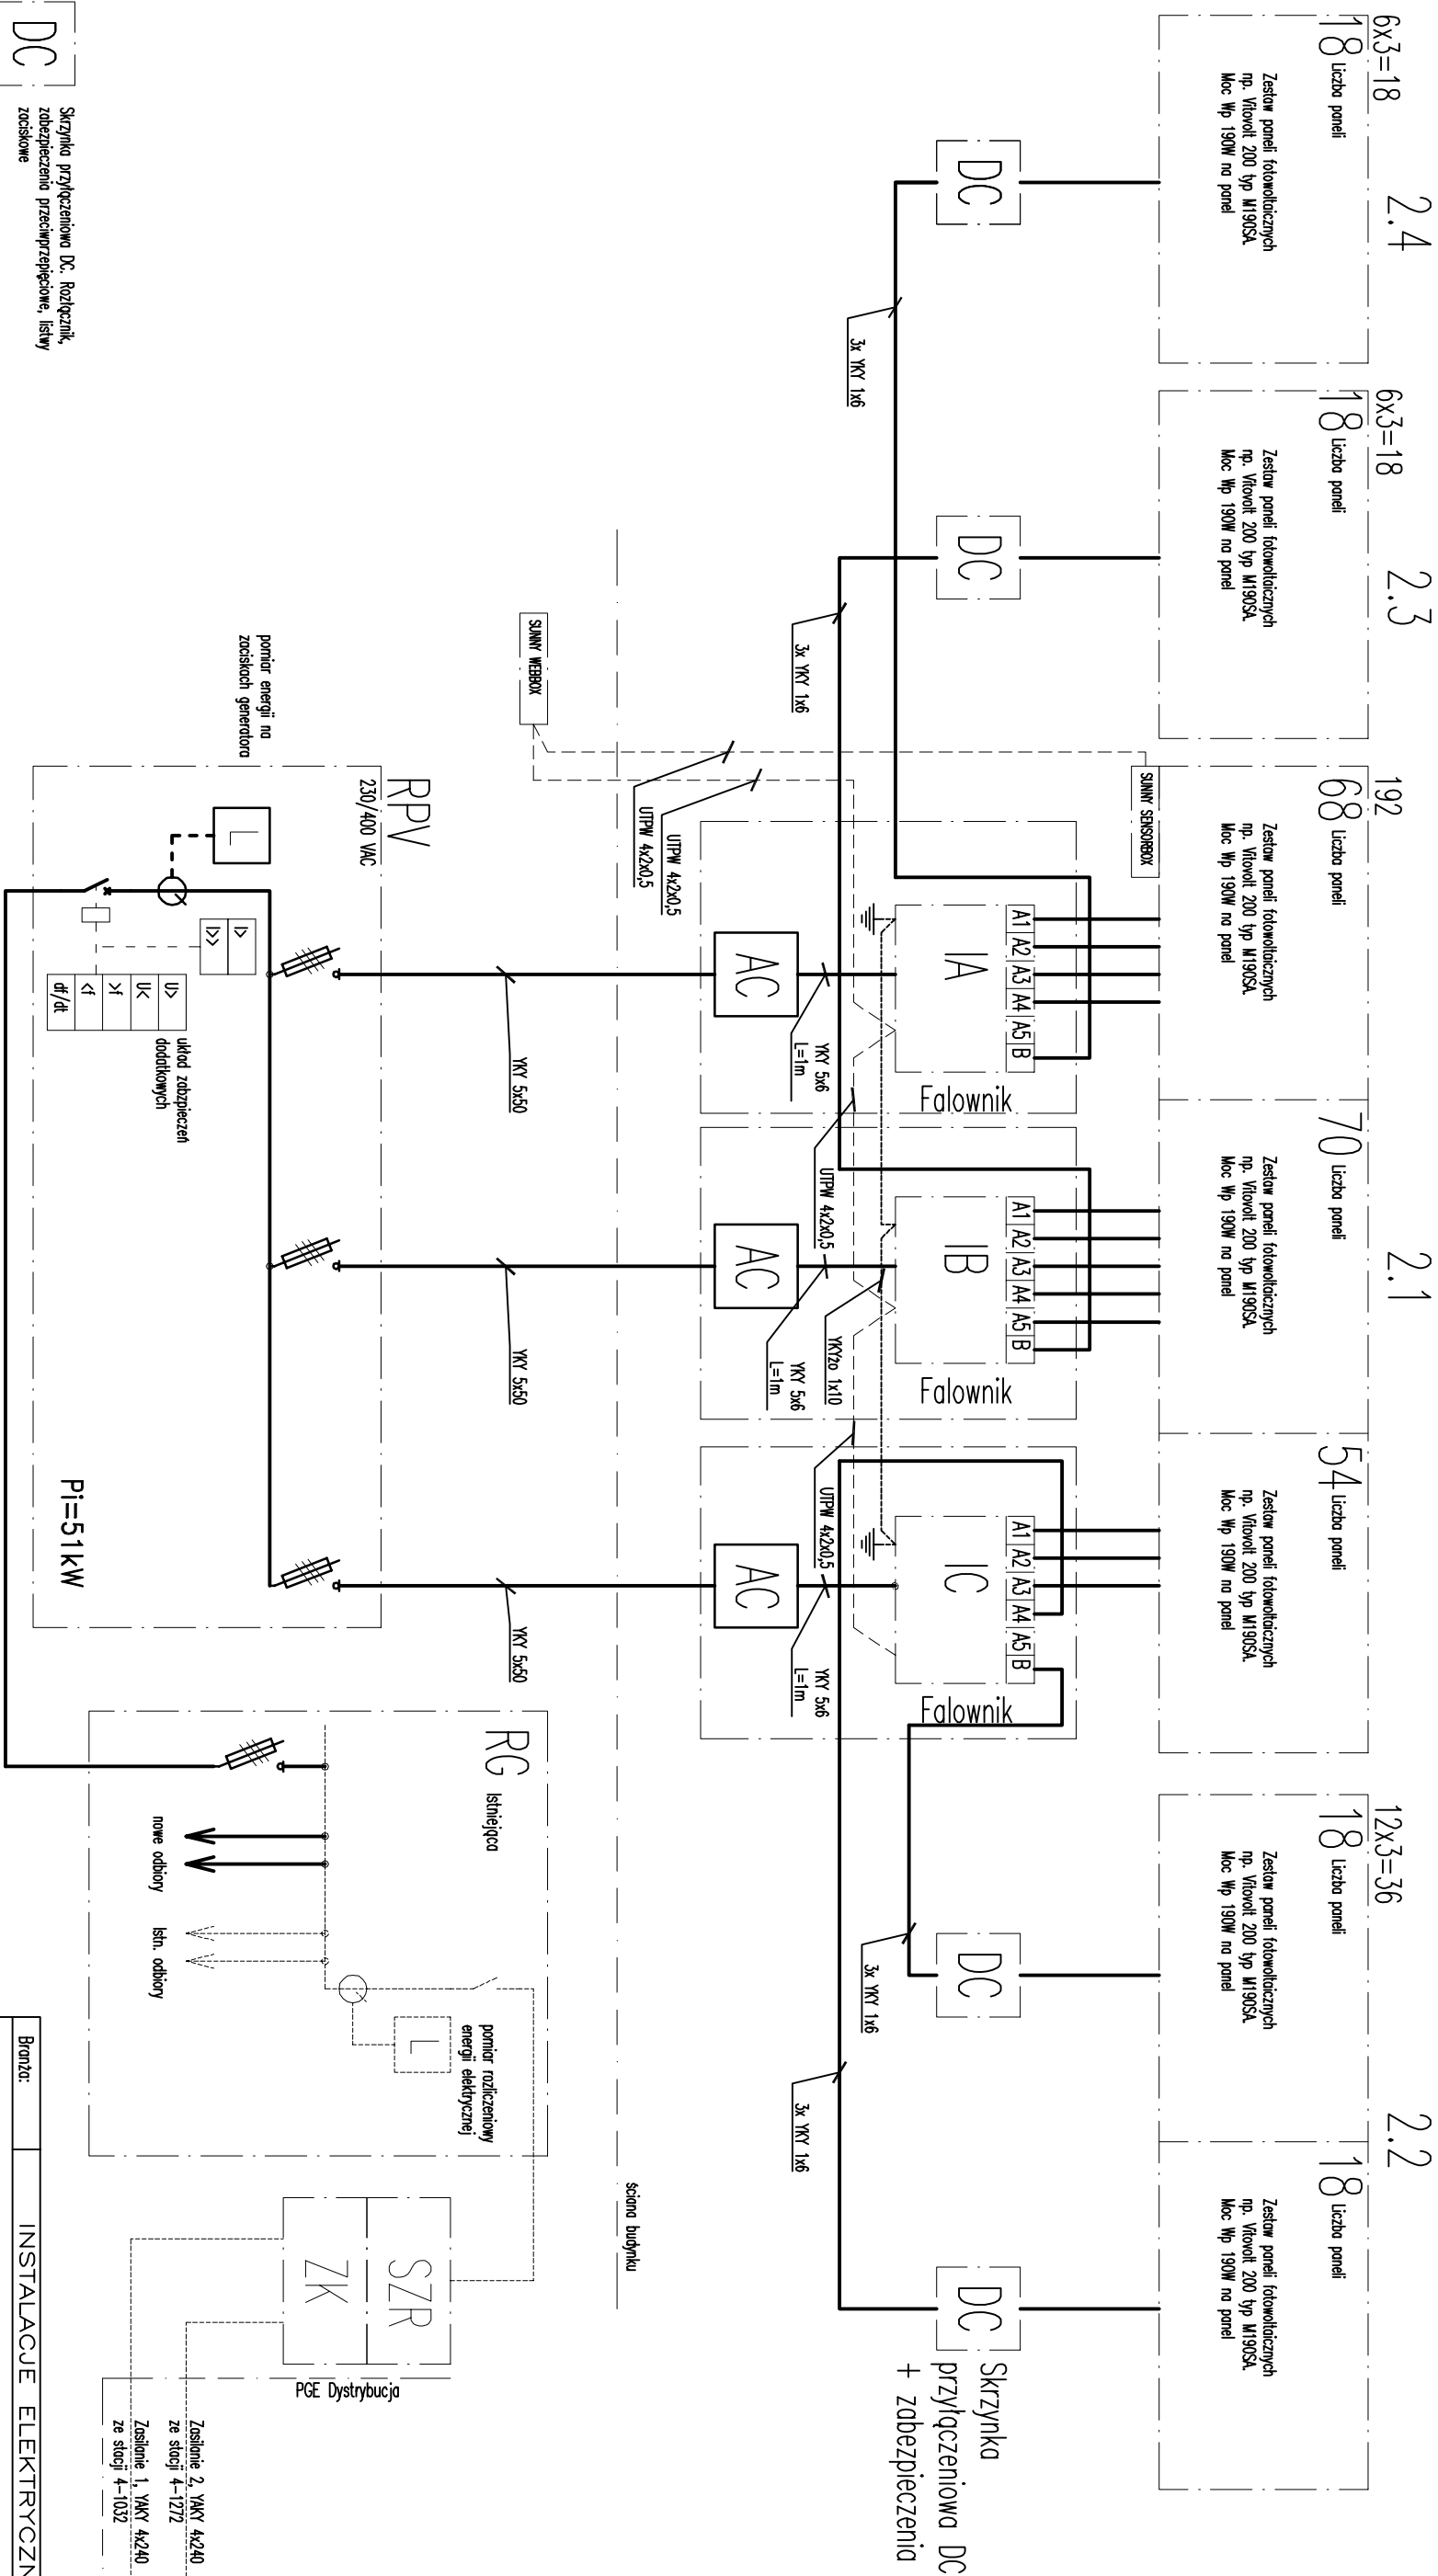 2.4
6x3=18
18 Liczba paneli
Zestaw paneli fotowoltaicznych
np. Vitovolt 200 typ M190SA.
Moc Wp 190W na panel
2.3
6x3=18
18 Liczba paneli
Zestaw paneli fotowoltaicznych
np. Vitovolt 200 typ M190SA.
Moc Wp 190W na panel
2.1
192
68 Liczba paneli
Zestaw paneli fotowoltaicznych
np. Vitovolt 200 typ M190SA.
Moc Wp 190W na panel
70 Liczba paneli
Zestaw paneli fotowoltaicznych
np. Vitovolt 200 typ M190SA.
Moc Wp 190W na panel
54 Liczba paneli
Zestaw paneli fotowoltaicznych
np. Vitovolt 200 typ M190SA.
Moc Wp 190W na panel
2.2
12x3=36
18 Liczba paneli
Zestaw paneli fotowoltaicznych
np. Vitovolt 200 typ M190SA.
Moc Wp 190W na panel
18 Liczba paneli
Zestaw paneli fotowoltaicznych
np. Vitovolt 200 typ M190SA.
Moc Wp 190W na panel
SUNNY SENSORBOX
DC
DC
DC
DC
Skrzynka
przyłączeniowa DC
+ zabezpieczenia
A1 A2 A3 A4 A5 B
IA
Falownik
A1 A2 A3 A4 A5 B
IB
Falownik
A1 A2 A3 A4 A5 B
IC
Falownik
3x YKY 1x6
3x YKY 1x6
3x YKY 1x6
3x YKY 1x6
YKY 5x6
L=1m
UTPW 4x2x0,5
YKYżo 1x10
YKY 5x6
L=1m
UTPW 4x2x0,5
YKY 5x6
L=1m
AC
AC
AC
UTPW 4x2x0,5
UTPW 4x2x0,5
ściana budynku
SUNNY WEBBOX
YKY 5x50
YKY 5x50
YKY 5x50
RPV
230/400 VAC
pomiar energii na
zaciskach generatora
L
I>
I>>
U>
U<
>f
<f
df/dt
układ zabzpieczeń
dodatkowych
Pi=51kW
RG Istniejąca
nowe odbiory
Istn. odbiory
L
pomiar rozliczeniowy
energii elektrycznej
SZR
ZK
PGE Dystrybucja
Zasilanie 2, YAKY 4x240
ze stacji 4-1272
Zasilanie 1, YAKY 4x240
ze stacji 4-1032
DC
Skrzynka przyłączeniowa DC. Rozłącznik,
zabezpieczenia przeciwprzepięciowe, listwy
zaciskowe
Branża:
INSTALACJE ELEKTRYCZN